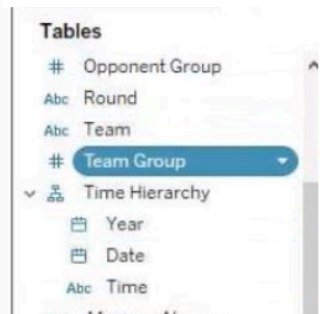 Tables
# Opponent Group
Abc Round
Abc Team
# Team Group
Time Hierarchy
Year
Date
Abc Time